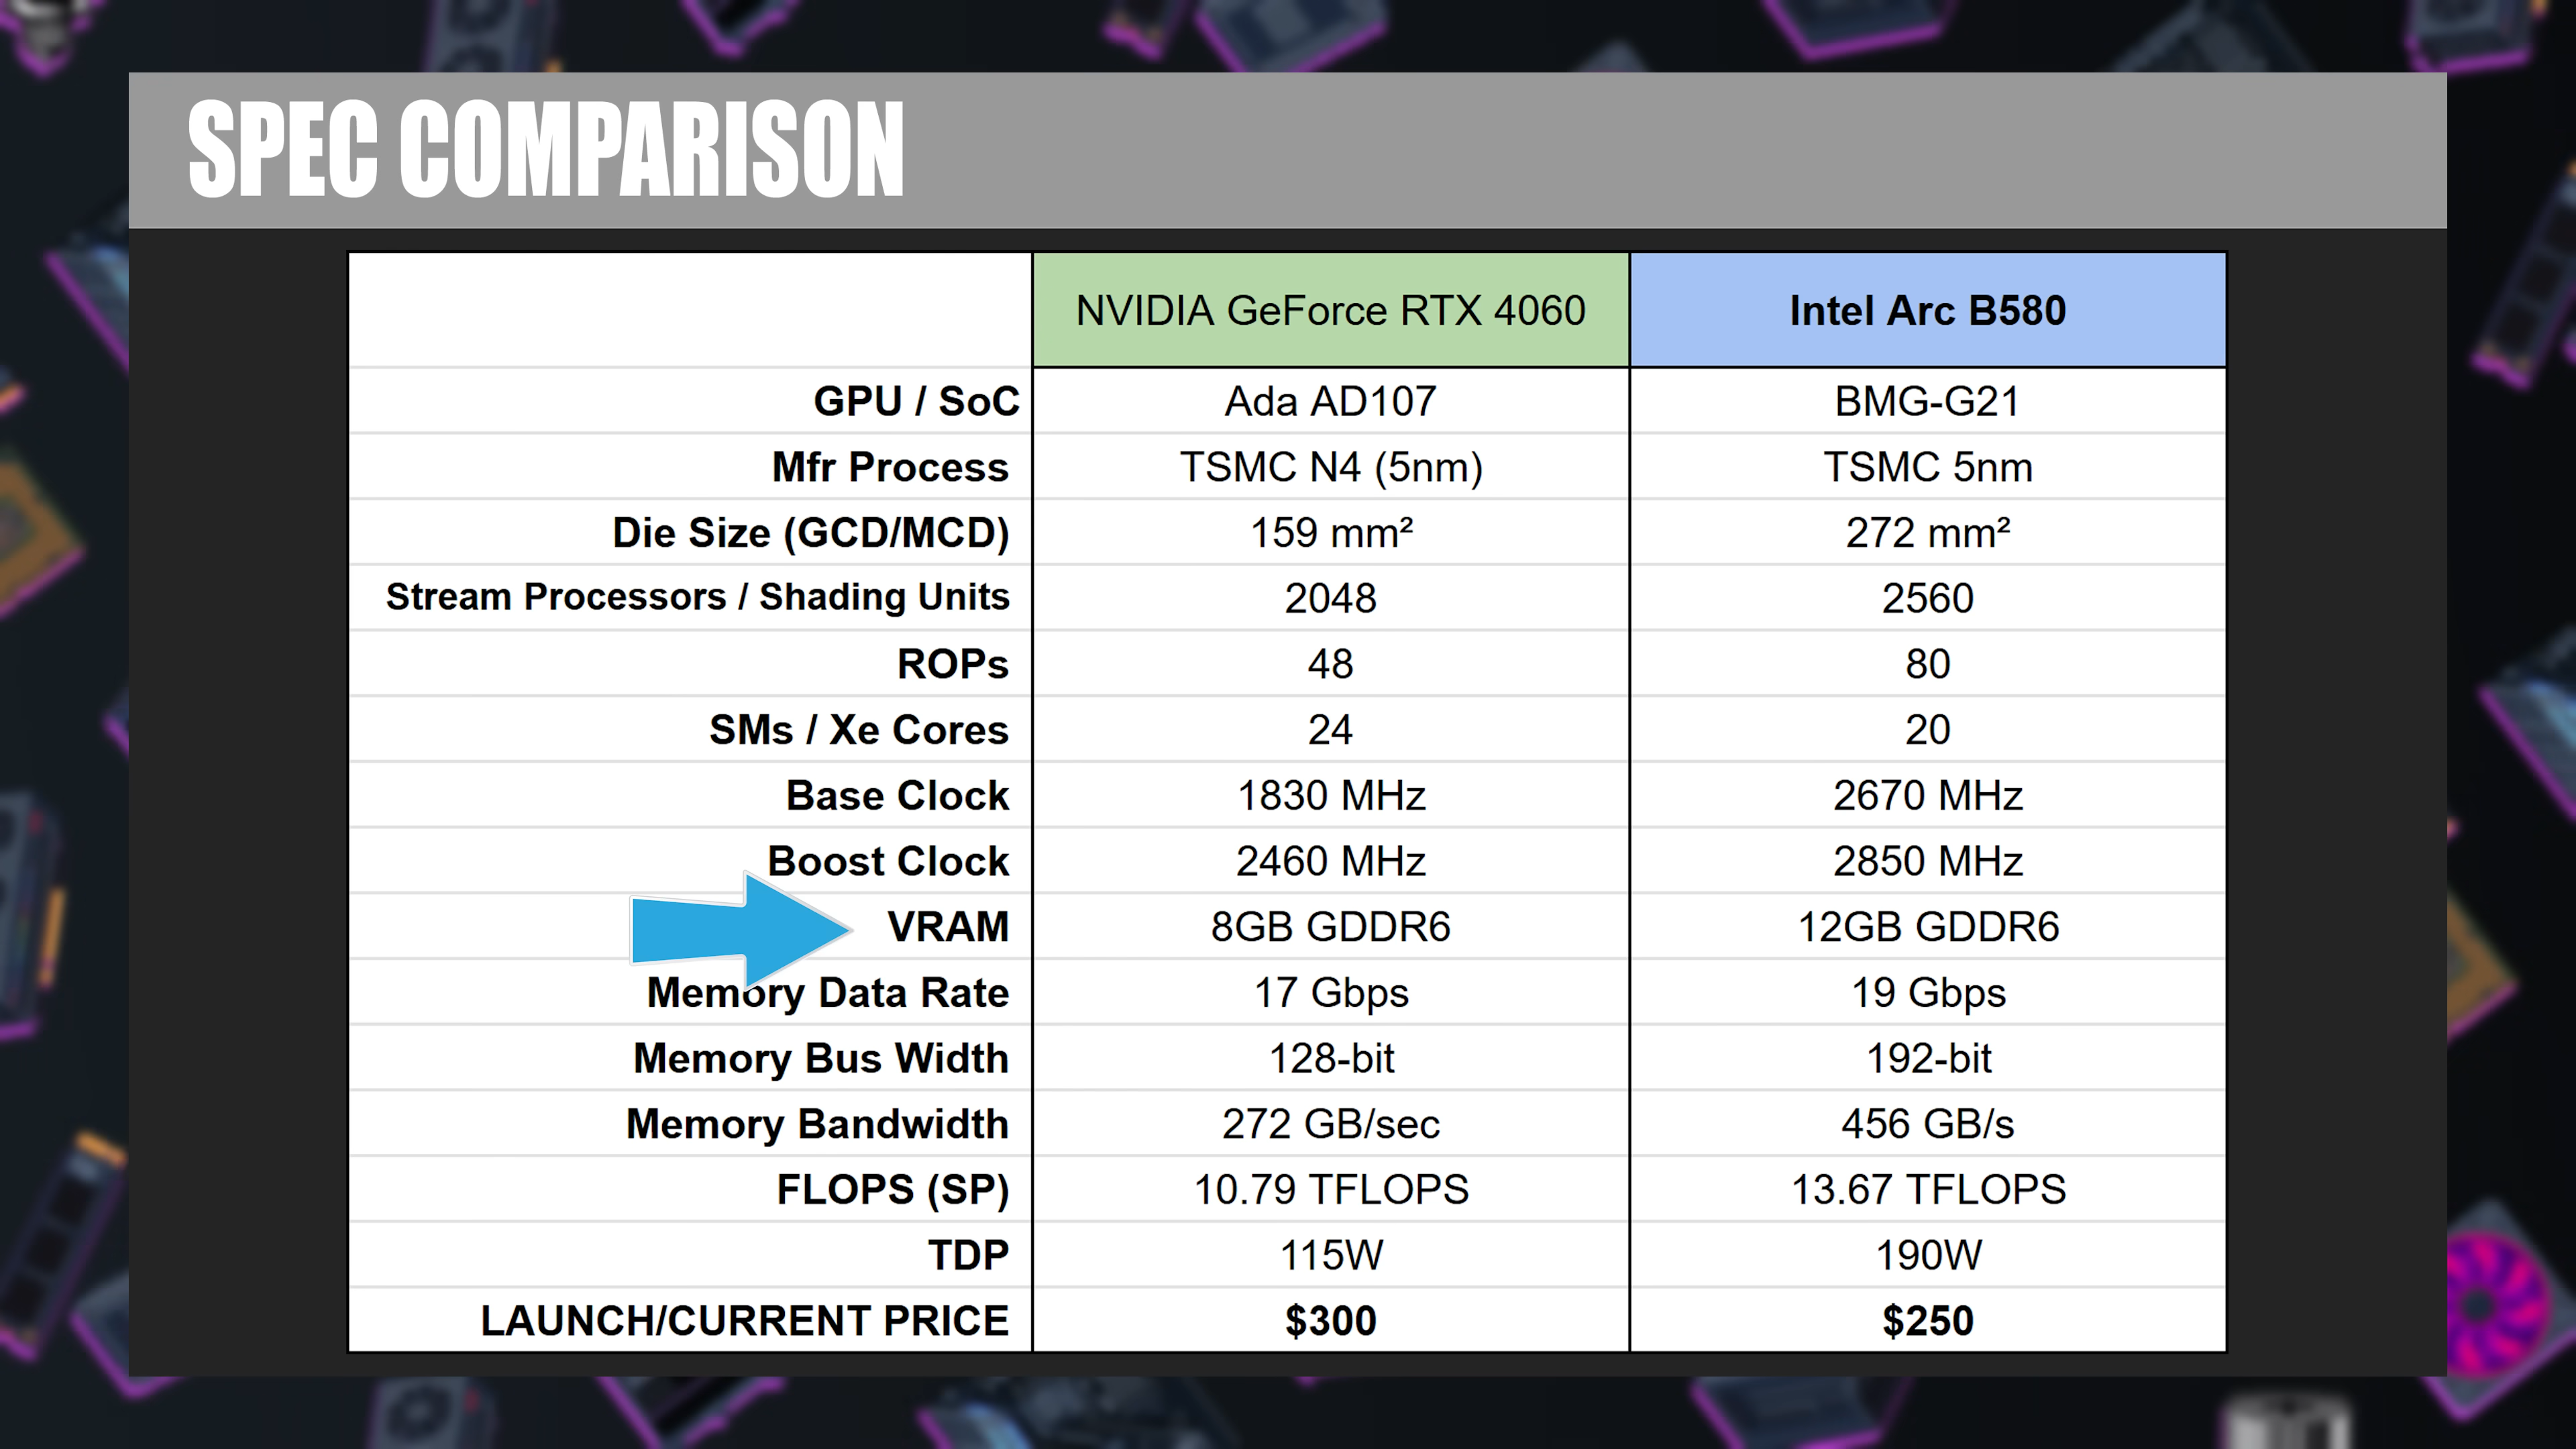 SPEC COMPARISON
NVIDIA GeForce RTX 4060 Intel Arc B580
GPU / SoC Ada AD107 BMG-G21
Mfr Process TSMC N4 (5nm) TSMC 5nm
Die Size (GCD/MCD) 159 mm² 272 mm²
Stream Processors / Shading Units 2048 2560
ROPs 48 80
SMs / Xe Cores 24 20
Base Clock 1830 MHz 2670 MHz
Boost Clock 2460 MHz 2850 MHz
VRAM 8GB GDDR6 12GB GDDR6
Memory Data Rate 17 Gbps 19 Gbps
Memory Bus Width 128-bit 192-bit
Memory Bandwidth 272 GB/sec 456 GB/s
FLOPS (SP) 10.79 TFLOPS 13.67 TFLOPS
TDP 115W 190W
LAUNCH/CURRENT PRICE $300 $250